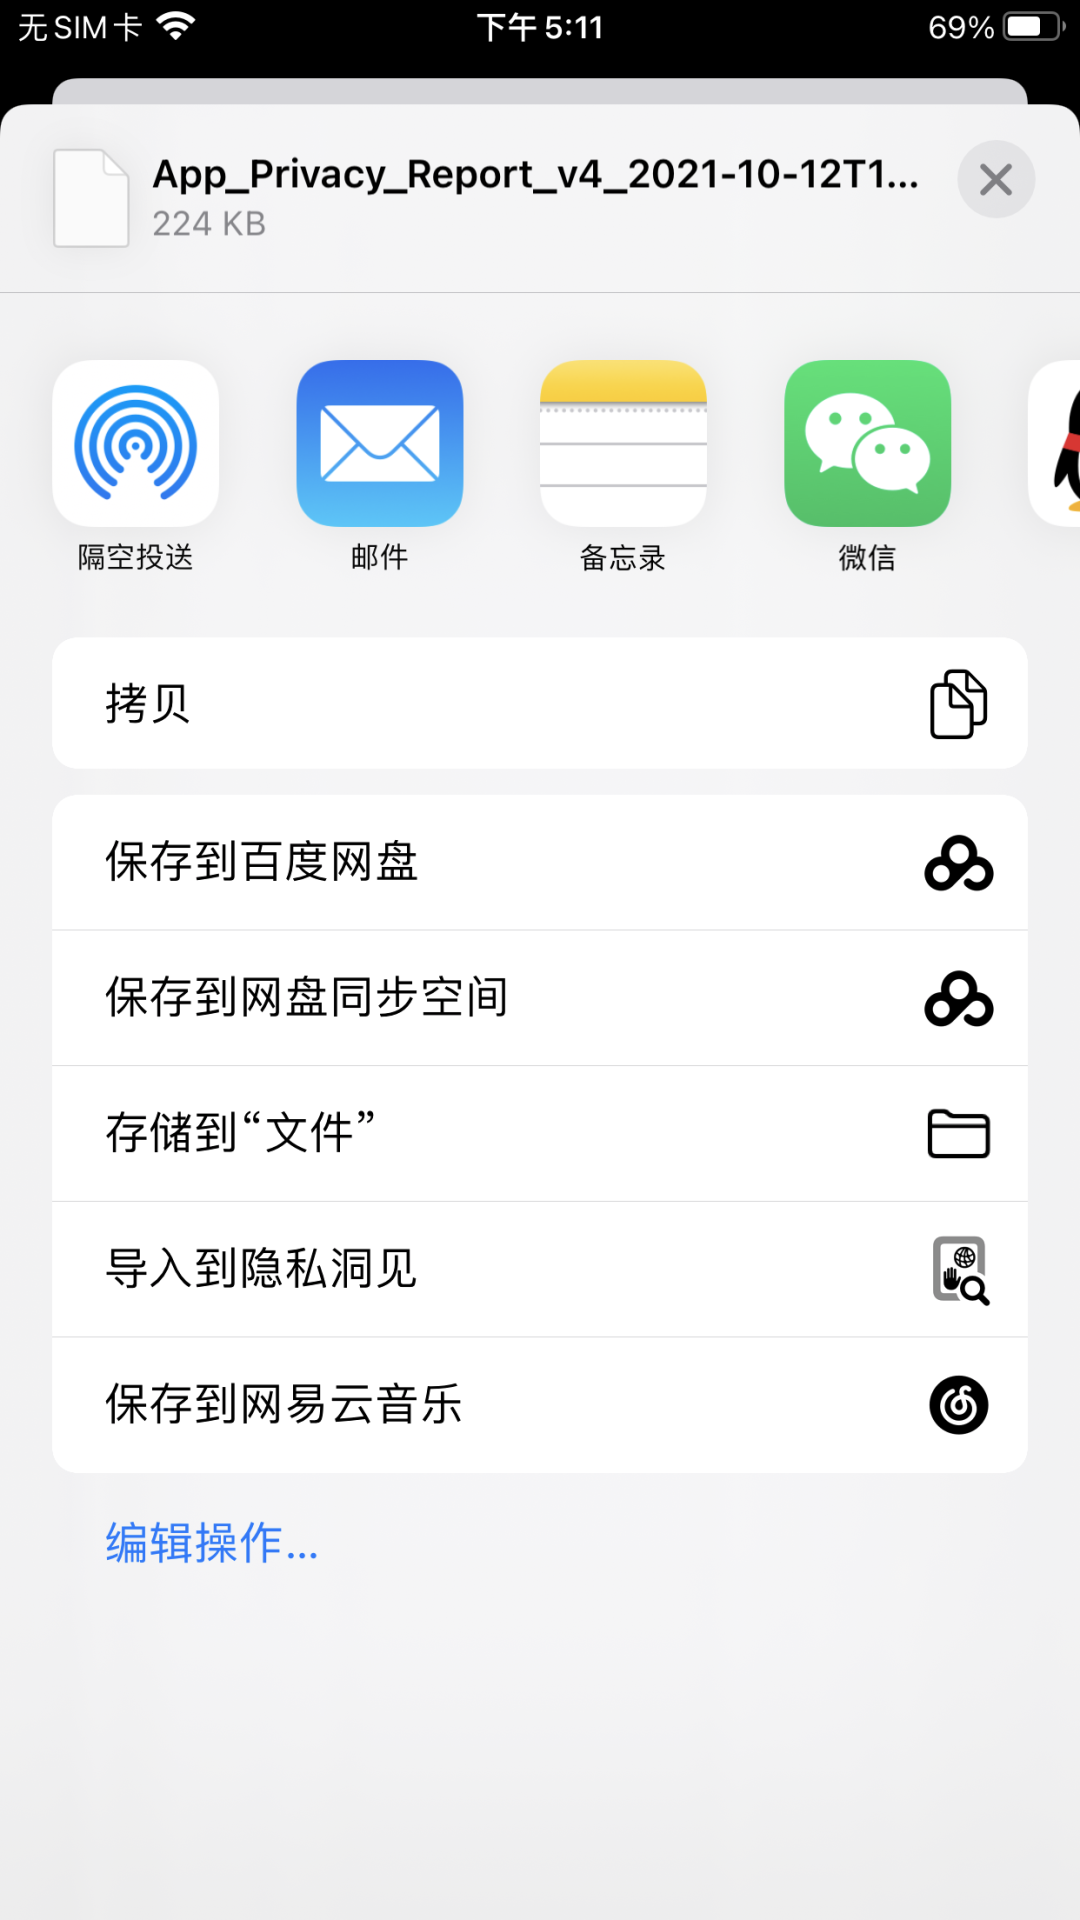 无SIM卡
下午5:11
69%
App_Privacy_Report_v4_2021-10-12T1...
224 KB
隔空投送
邮件
备忘录
微信
拷贝
保存到百度网盘
保存到网盘同步空间
存储到“文件”
导入到隐私洞见
保存到网易云音乐
编辑操作...